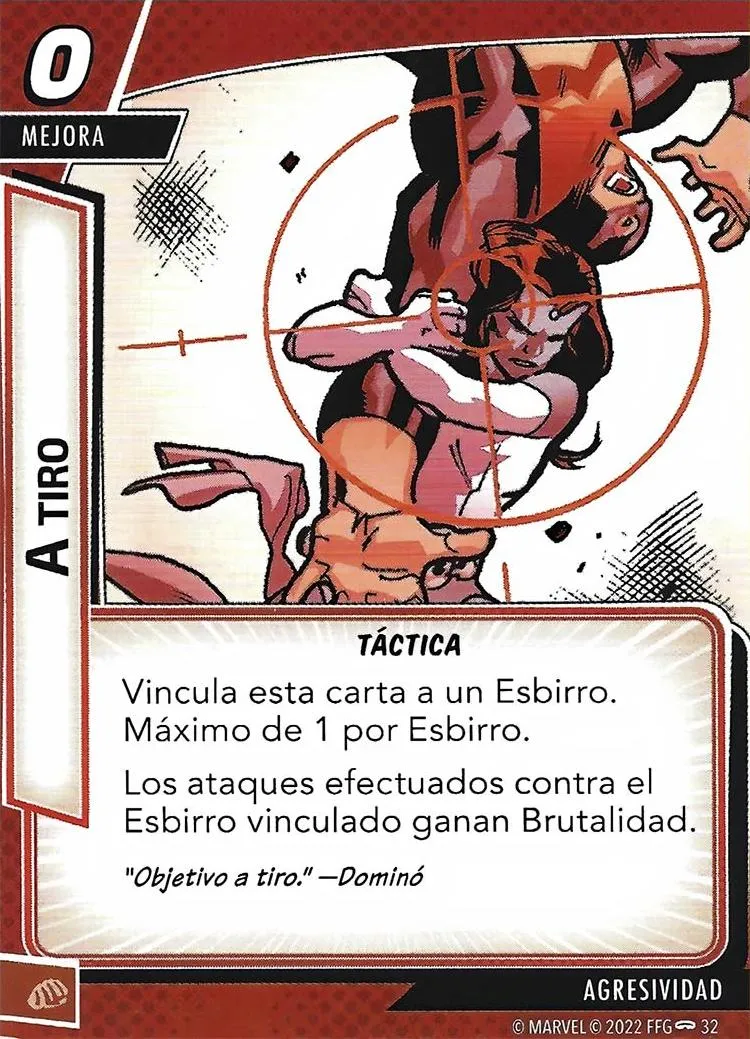 0
MEJORA
A TIRO
TÁCTICA
Vincula esta carta a un Esbirro.
Máximo de 1 por Esbirro.
Los ataques efectuados contra el
Esbirro vinculado ganan Brutalidad.
"Objetivo a tiro." —Dominó
AGRESIVIDAD
© MARVEL © 2022 FFG 32